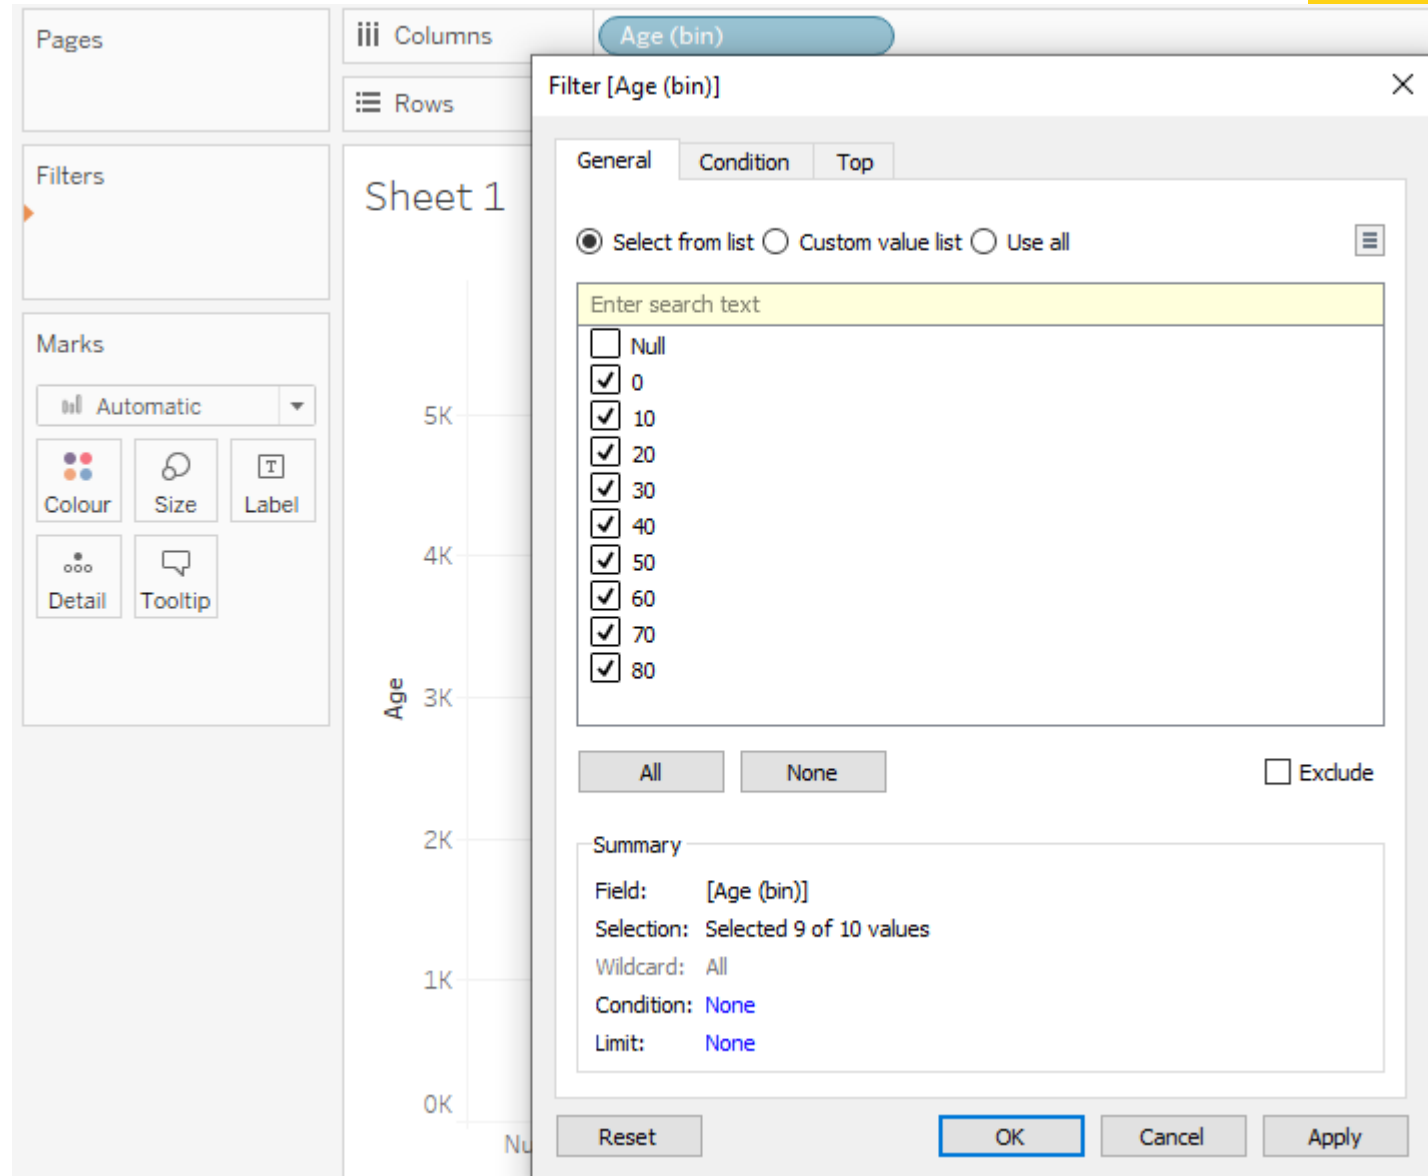 Pages
Columns
Age (bin)
Rows
Filters
Marks
Automatic
Colour
Size
T
Label
Detail
Tooltip
Sheet 1
5K
4K
3K
2K
1K
0K
Age
Filter [Age (bin)]
General
Condition
Top
Select from list
Custom value list
Use all
Enter search text
Null
0
10
20
30
40
50
60
70
80
All
None
Exclude
Summary
Field: [Age (bin)]
Selection: Selected 9 of 10 values
Wildcard: All
Condition: None
Limit: None
Reset
OK
Cancel
Apply